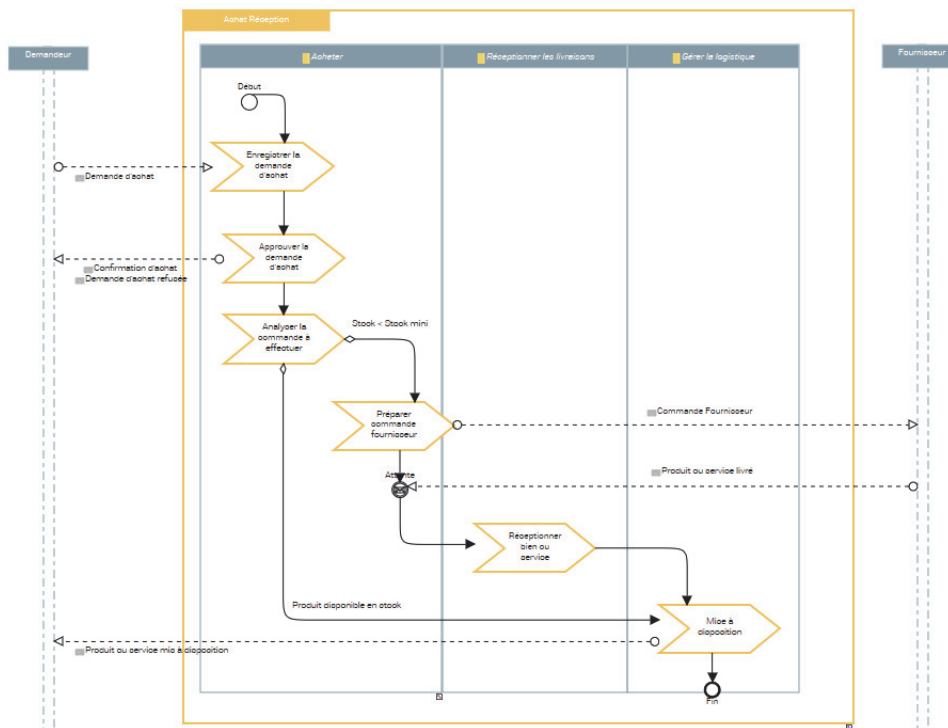 Achat Réception
Demandeur
Acheter
Réceptionner les livraisons
Gérer la logistique
Fournisseur
Début
Enregistrer la
demande
d'achat
Demande d'achat
Approuver la
demande
d'achat
Confirmation d'achat
Demande d'achat refusée
Analyser la
commande à
effectuer
Stock < Stock mini
Préparer
commande
fournisseur
Commande Fournisseur
Attente
Produit ou service livré
Réceptionner
bien ou
service
Produit disponible en stock
Mise à
disposition
Produit ou service mis à disposition
Fin